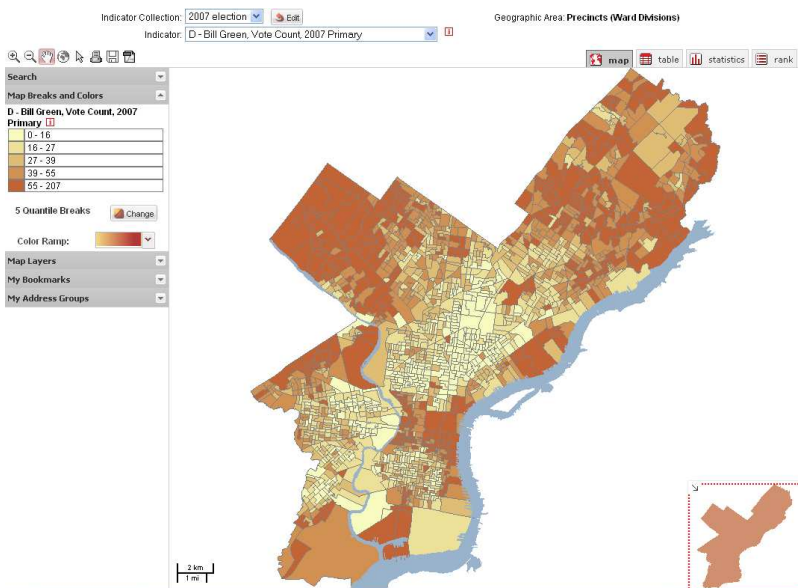 Indicator Collection: 2007 election Edit
Geographic Area: Precincts (Ward Divisions)
Indicator: D - Bill Green, Vote Count, 2007 Primary
map table statistics rank
Search
Map Breaks and Colors
D - Bill Green, Vote Count, 2007
Primary
0 - 16
16 - 27
27 - 39
39 - 55
55 - 207
5 Quantile Breaks Change
Color Ramp:
Map Layers
My Bookmarks
My Address Groups
2 km
1 mi